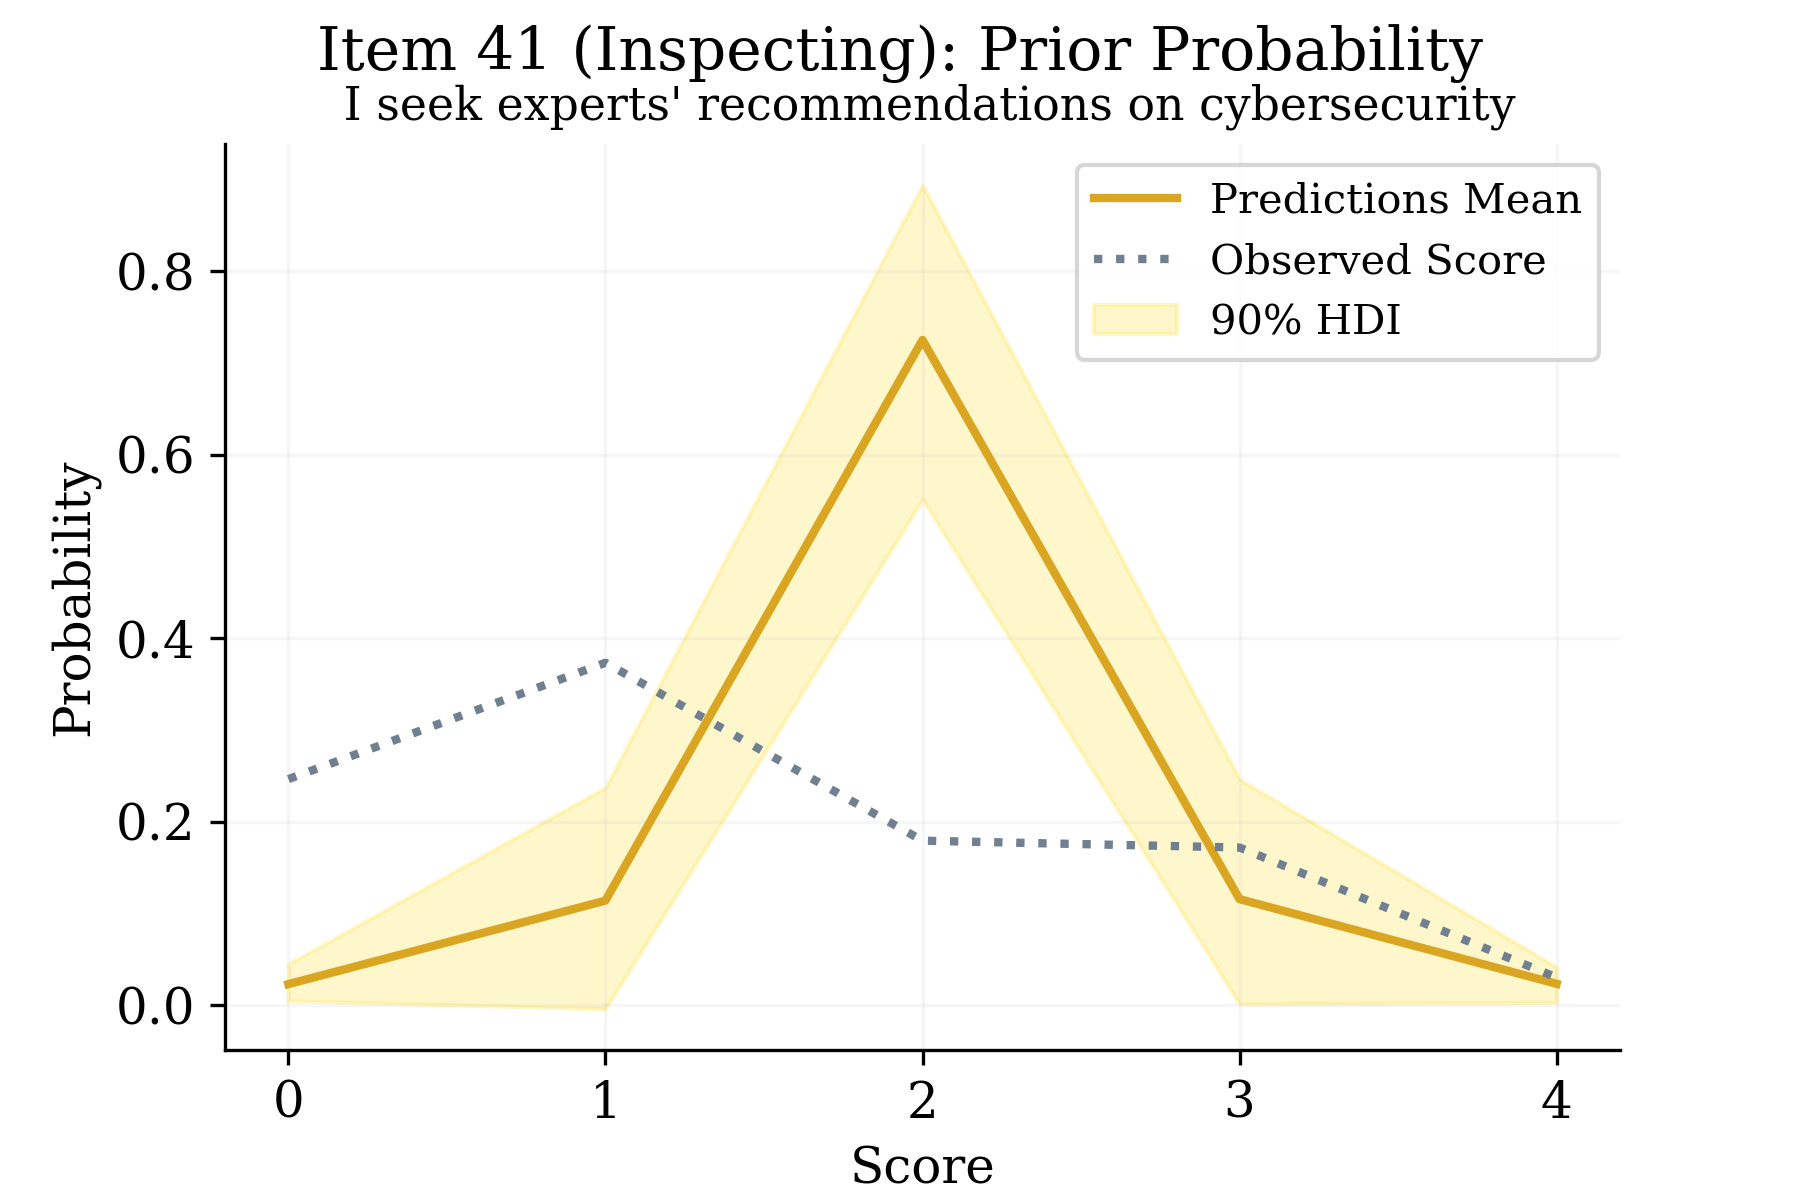 Item 41 (Inspecting): Prior Probability
I seek experts' recommendations on cybersecurity
Predictions Mean
Observed Score
90% HDI
Probability
0.8
0.6
0.4
0.2
0.0
0 1 2 3 4
Score